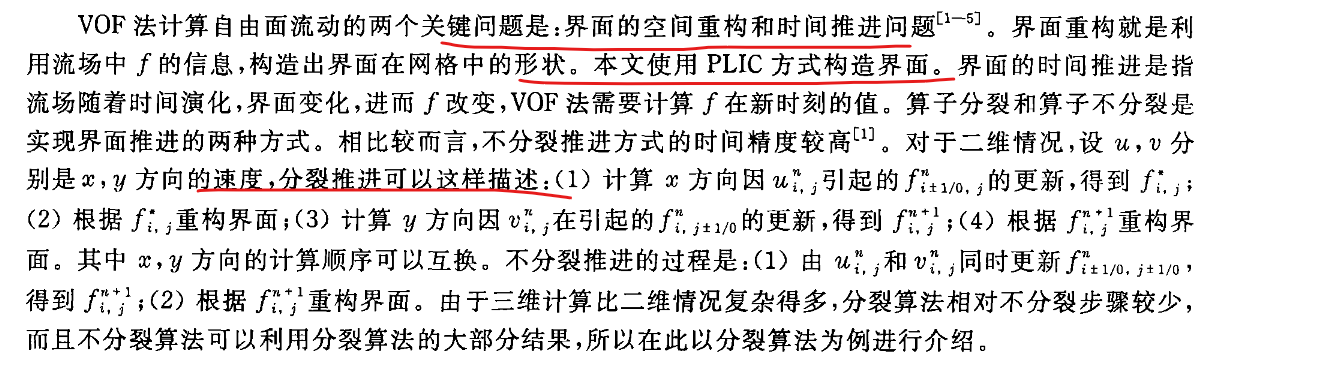 VOF 法计算自由面流动的两个关键问题是:界面的空间重构和时间推进问题[1—5]。界面重构就是利
用流场中 f 的信息,构造出界面在网格中的形状。本文使用 PLIC 方式构造界面。界面的时间推进是指
流场随着时间演化,界面变化,进而 f 改变,VOF 法需要计算 f 在新时刻的值。算子分裂和算子不分裂是
实现界面推进的两种方式。相比较而言,不分裂推进方式的时间精度较高[1]。对于二维情况,设 u,v 分
别是 x,y 方向的速度,分裂推进可以这样描述:(1) 计算 x 方向因 u^n_{i,j}引起的 f^n_{i±1/0,j}的更新,得到 f^*_{i,j};
(2) 根据 f^*_{i,j}重构界面;(3) 计算 y 方向因 v^n_{i,j}在引起的 f^n_{i,j±1/0}的更新,得到 f^{n+1}_{i,j};(4) 根据 f^{n+1}_{i,j}重构界
面。其中 x,y 方向的计算顺序可以互换。不分裂推进的过程是:(1) 由 u^n_{i,j}和 v^n_{i,j}同时更新f^n_{i±1/0,j±1/0},
得到 f^{n+1}_{i,j};(2) 根据 f^{n+1}_{i,j}重构界面。由于三维计算比二维情况复杂得多,分裂算法相对不分裂步骤较少,
而且不分裂算法可以利用分裂算法的大部分结果,所以在此以分裂算法为例进行介绍。